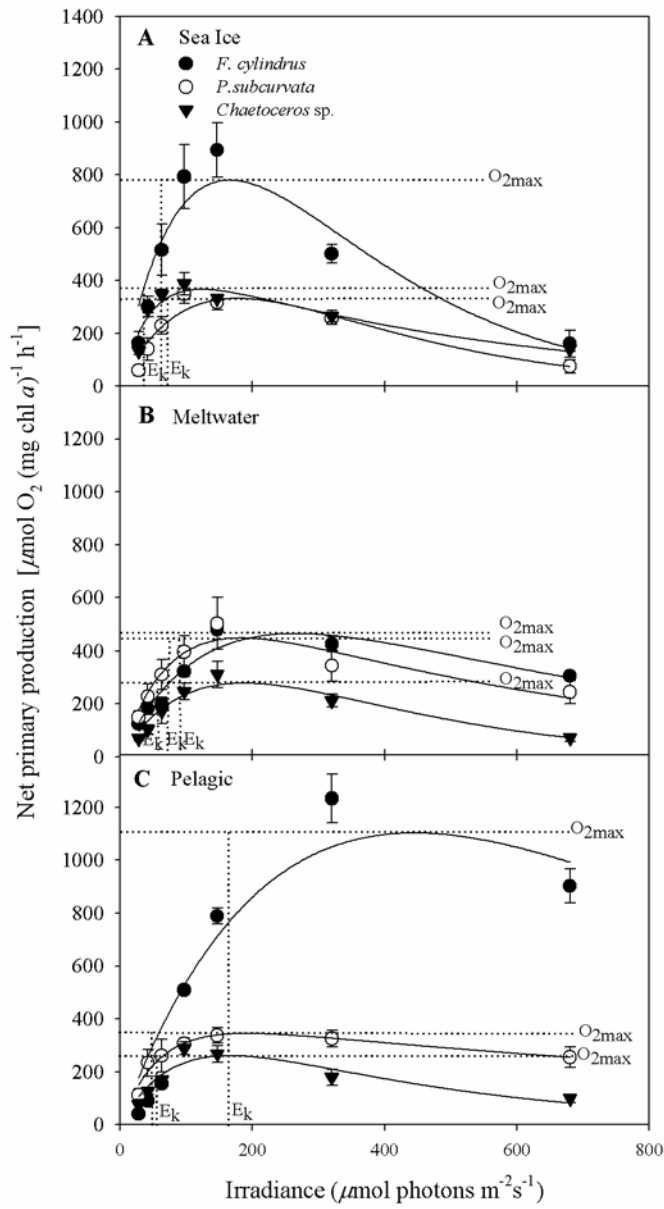 1400
A Sea Ice
1200
F. cylindrus
P.subcurvata
1000
Chaetoceros sp.
800
O2max
600
400
O2max
O2max
200
0
Ek Ek
B Meltwater
1200
1000
800
600
O2max
400
O2max
O2max
200
0
Ek Ek Ek
C Pelagic
1200
O2max
1000
800
600
400
O2max
O2max
200
Ek Ek
0
0 200 400 600 800
Irradiance (µmol photons m-2s-1)
Net primary production [µmol O2 (mg chl a)-1 h-1]